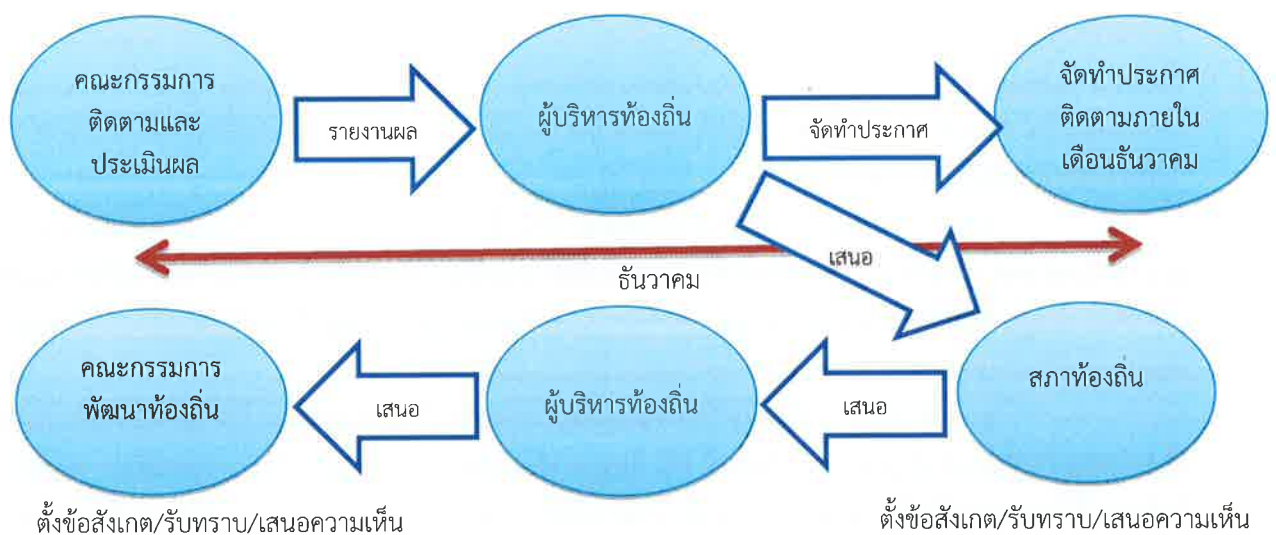 คณะกรรมการ
ติดตามและ
ประเมินผล
รายงานผล
ผู้บริหารท้องถิ่น
จัดทำประกาศ
จัดทำประกาศ
ติดตามภายใน
เดือนธันวาคม
ธันวาคม
เสนอ
สภาท้องถิ่น
เสนอ
ผู้บริหารท้องถิ่น
เสนอ
คณะกรรมการ
พัฒนาท้องถิ่น
ตั้งข้อสังเกต/รับทราบ/เสนอความเห็น
ตั้งข้อสังเกต/รับทราบ/เสนอความเห็น